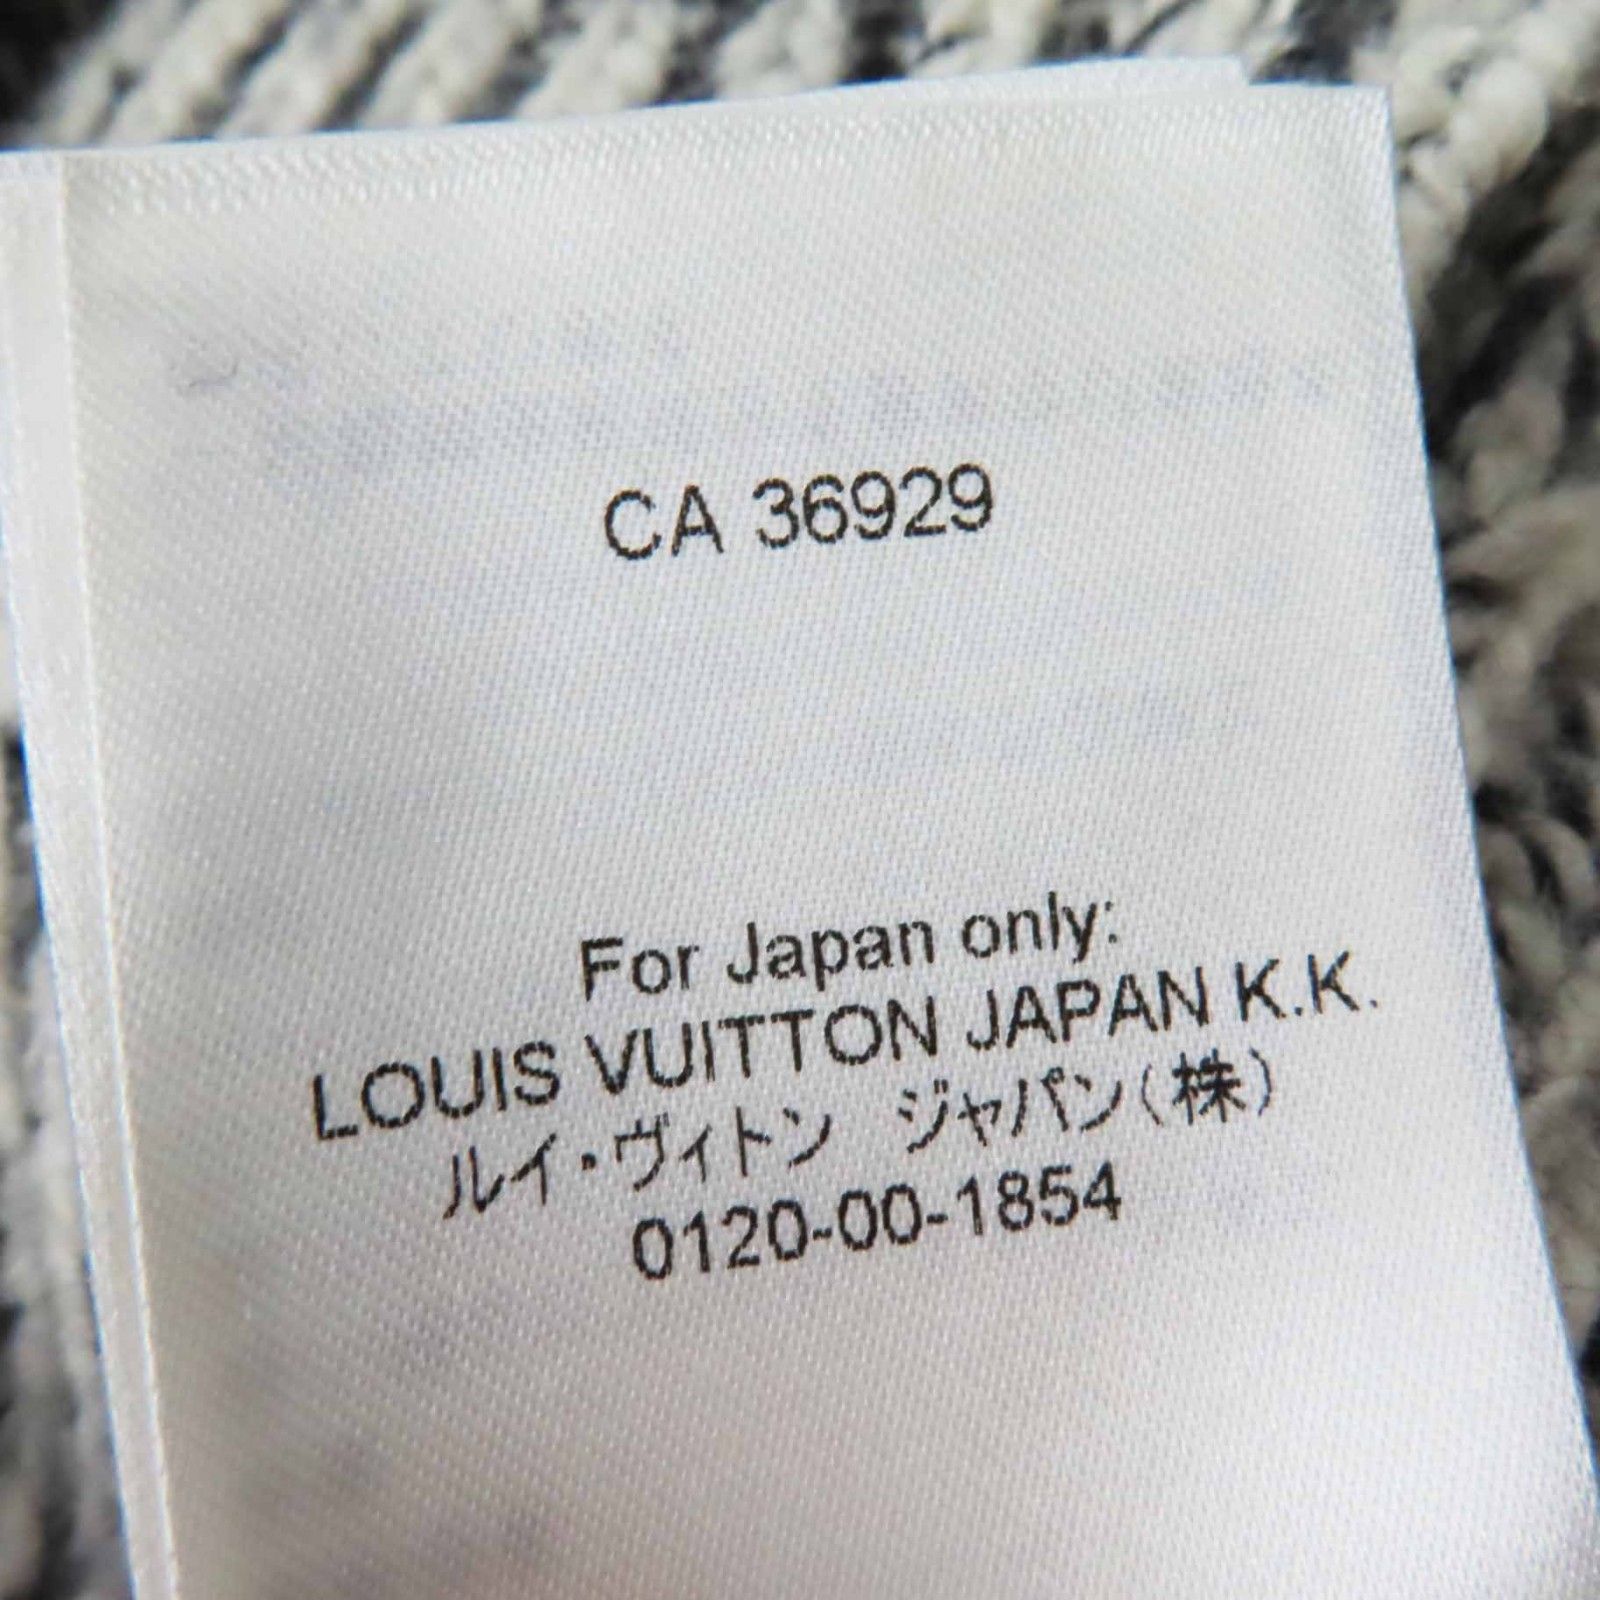 CA 36929
For Japan only:
LOUIS VUITTON JAPAN K.K.
ルイ・ヴィトン　ジャパン(株)
0120-00-1854